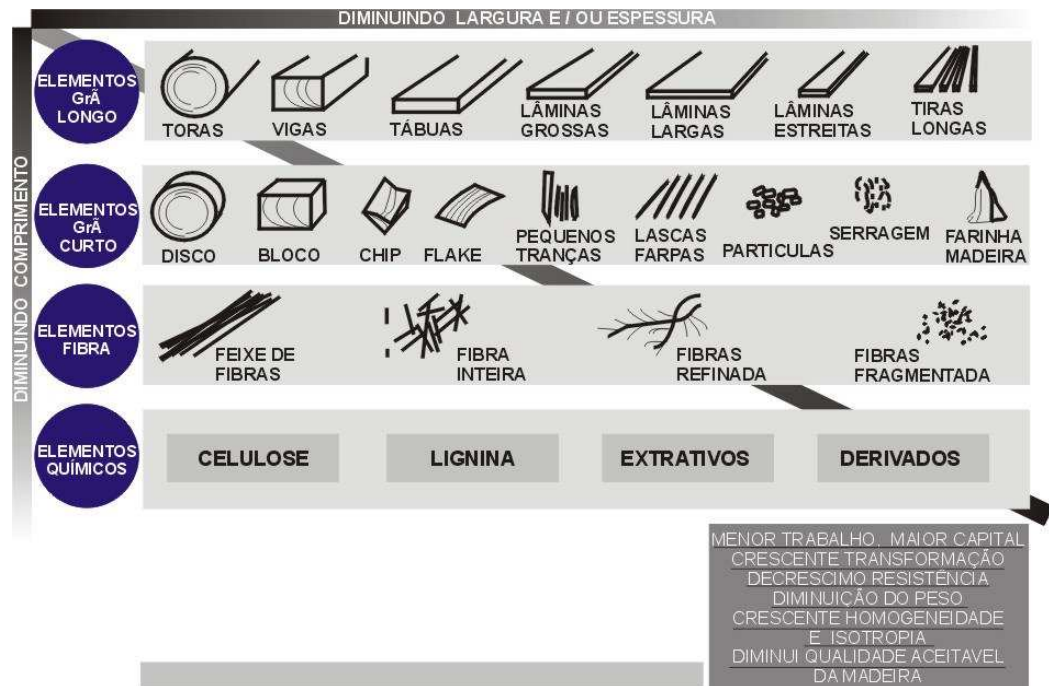 DIMINUINDO LARGURA E / OU ESPESSURA
DIMINUINDO COMPRIMENTO
ELEMENTOS
GrÃ
LONGO
TORAS
VIGAS
TÁBUAS
LÂMINAS
GROSSAS
LÂMINAS
LARGAS
LÂMINAS
ESTREITAS
TIRAS
LONGAS
ELEMENTOS
GrÃ
CURTO
DISCO
BLOCO
CHIP
FLAKE
PEQUENOS
TRANÇAS
LASCAS
FARPAS
PARTICULAS
SERRAGEM
FARINHA
MADEIRA
ELEMENTOS
FIBRA
FEIXE DE
FIBRAS
FIBRA
INTEIRA
FIBRAS
REFINADA
FIBRAS
FRAGMENTADA
ELEMENTOS
QUÍMICOS
CELULOSE
LIGNINA
EXTRATIVOS
DERIVADOS
MENOR TRABALHO. MAIOR CAPITAL
CRESCENTE TRANSFORMAÇÃO
DECRESCIMO RESISTÊNCIA
DIMINUIÇÃO DO PESO
CRESCENTE HOMOGENEIDADE
E ISOTROPIA
DIMINUI QUALIDADE ACEITAVEL
DA MADEIRA